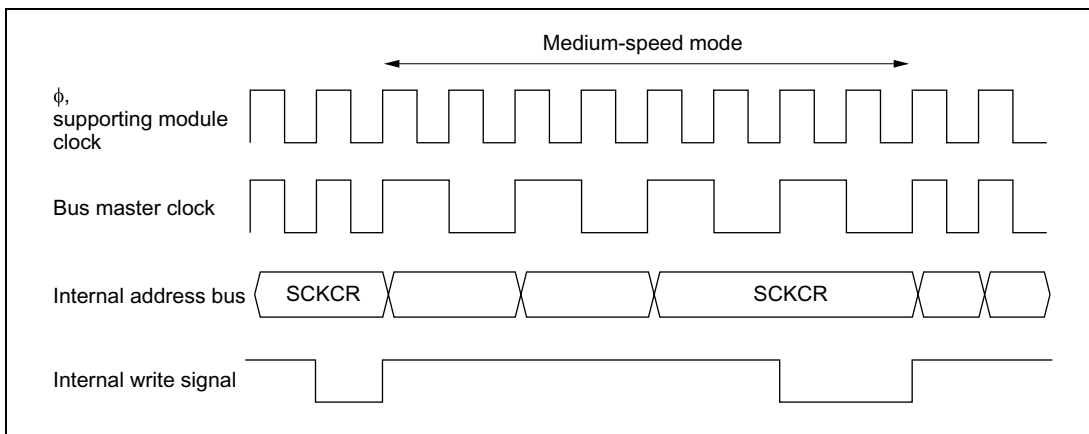 Medium-speed mode
ϕ,
supporting module
clock
Bus master clock
Internal address bus
SCKCR
SCKCR
Internal write signal